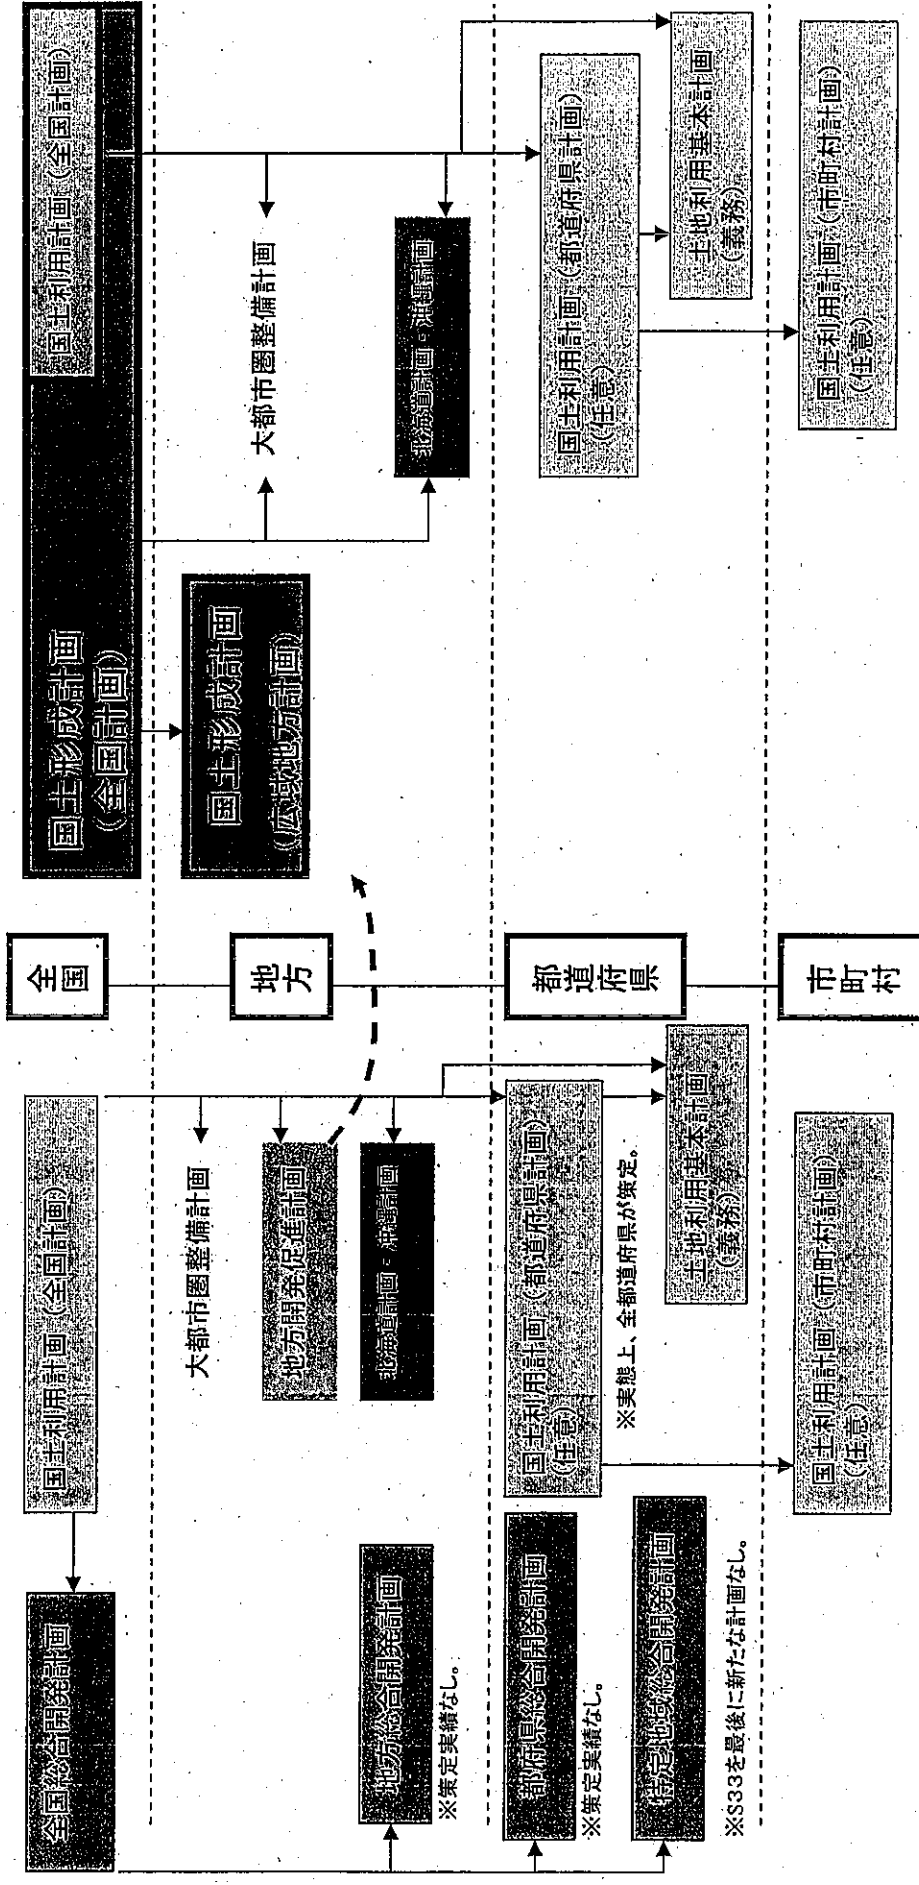 全国総合開発計画
国土利用計画（全国計画）
大都市圏整備計画
地方開発促進計画
北海道計画・沖縄計画
地方総合開発計画
※策定実績なし。
都府県総合開発計画
※策定実績なし。
特定地域総合開発計画
※S33を最後に新たな計画なし。
国土利用計画（都道府県計画）
（任意）
※実態上、全都道府県が策定。
土地利用基本計画
（義務）
国土利用計画（市町村計画）
（任意）
全国
地方
都道府県
市町村
国土形成計画
（全国計画）
国土利用計画（全国計画）
国土形成計画
（広域地方計画）
大都市圏整備計画
北海道計画・沖縄計画
国土利用計画（都道府県計画）
（任意）
土地利用基本計画
（義務）
国土利用計画（市町村計画）
（任意）